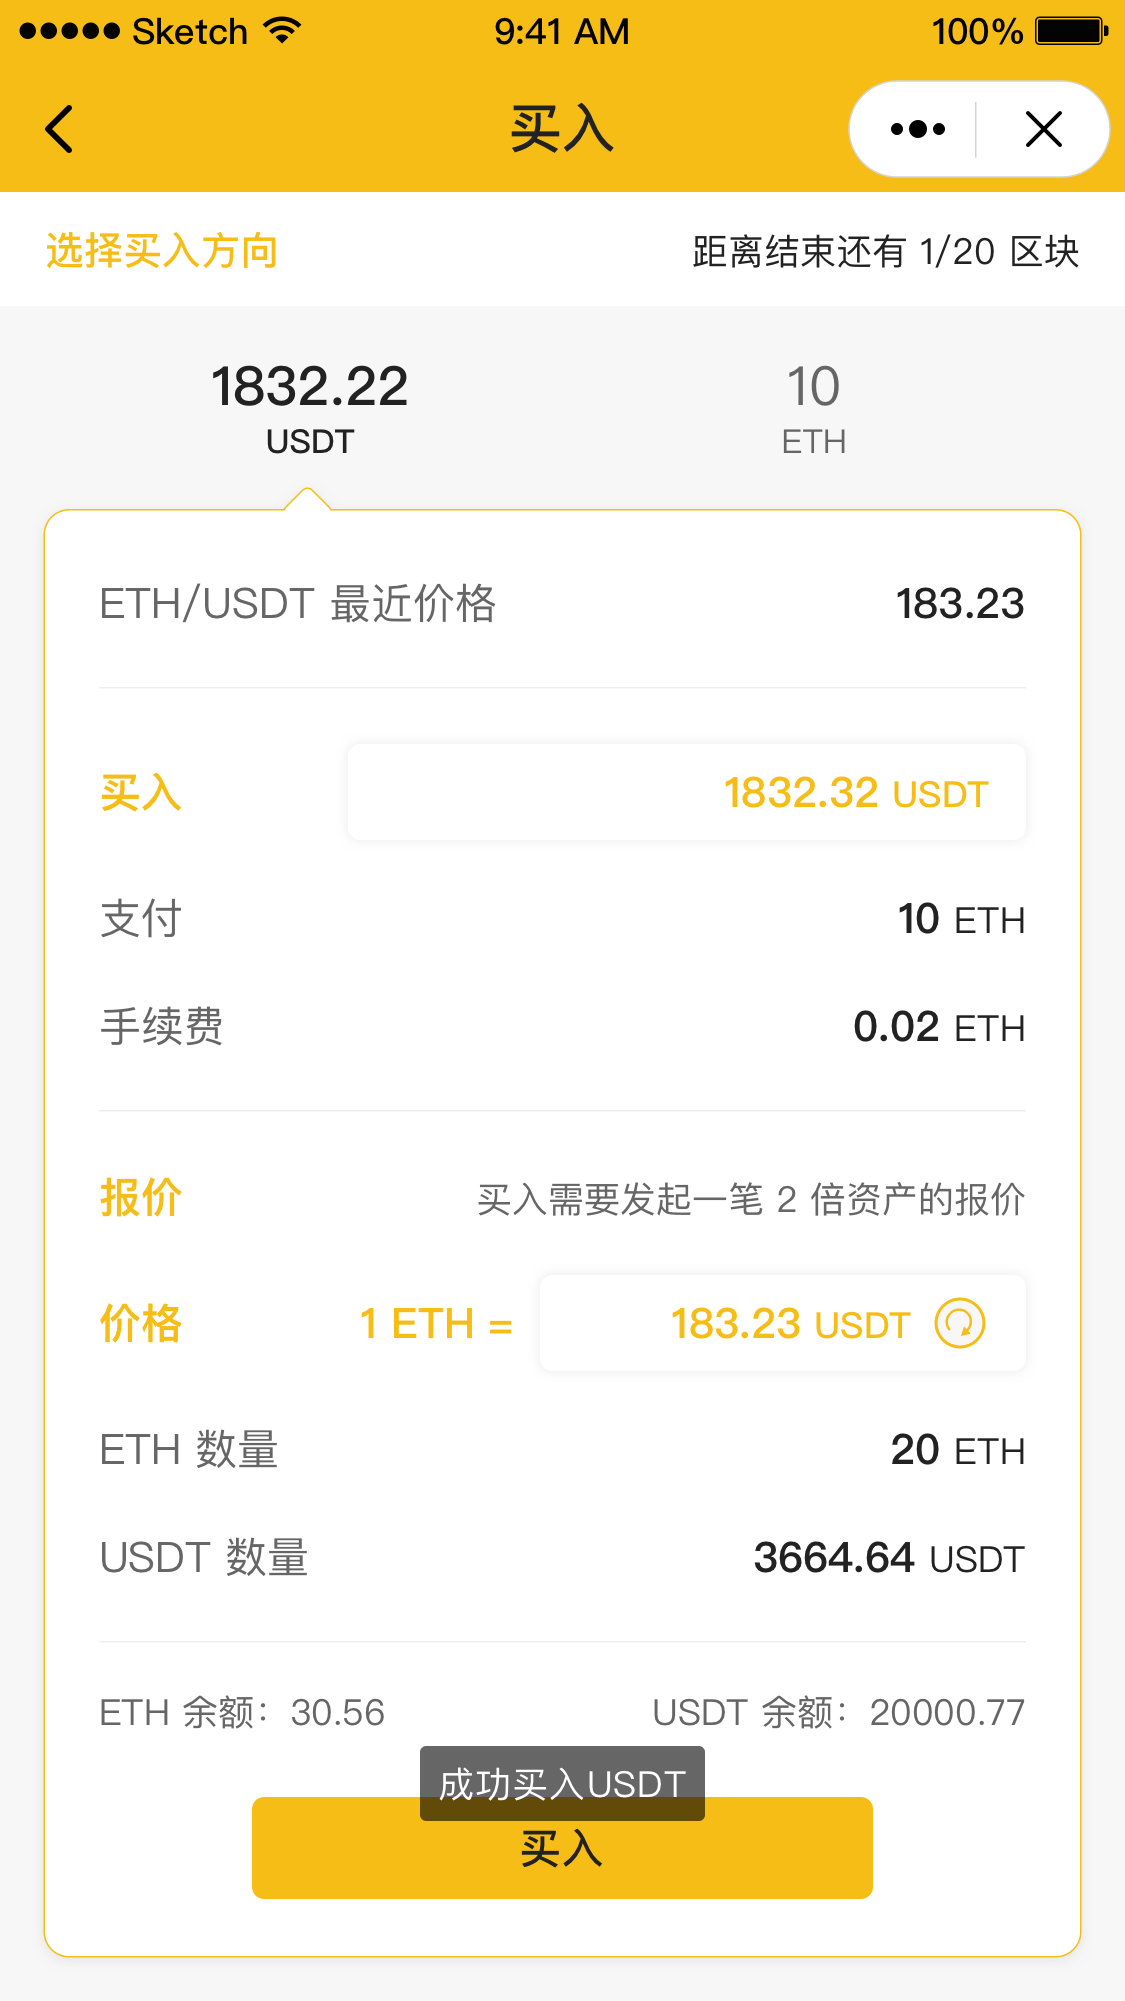 Sketch 9:41 AM 100%
买入
选择买入方向 距离结束还有 1/20 区块
1832.22 10
USDT ETH
ETH/USDT 最近价格 183.23
买入 1832.32 USDT
支付 10 ETH
手续费 0.02 ETH
报价 买入需要发起一笔 2 倍资产的报价
价格 1 ETH = 183.23 USDT
ETH 数量 20 ETH
USDT 数量 3664.64 USDT
ETH 余额：30.56 USDT 余额：20000.77
成功买入USDT
买入